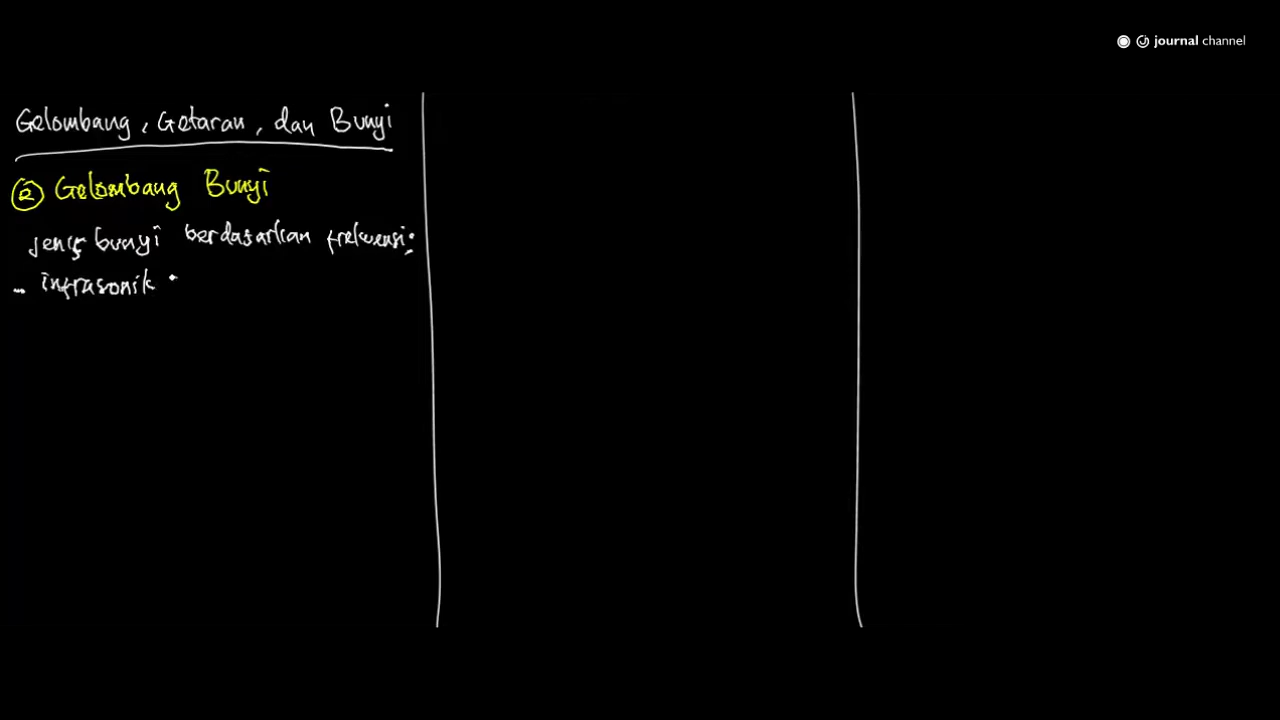 journal channel
Gelombang, Getaran, dan Bunyi
② Gelombang Bunyi
jenis bunyi berdasarkan frekuensi:
- infrasonik